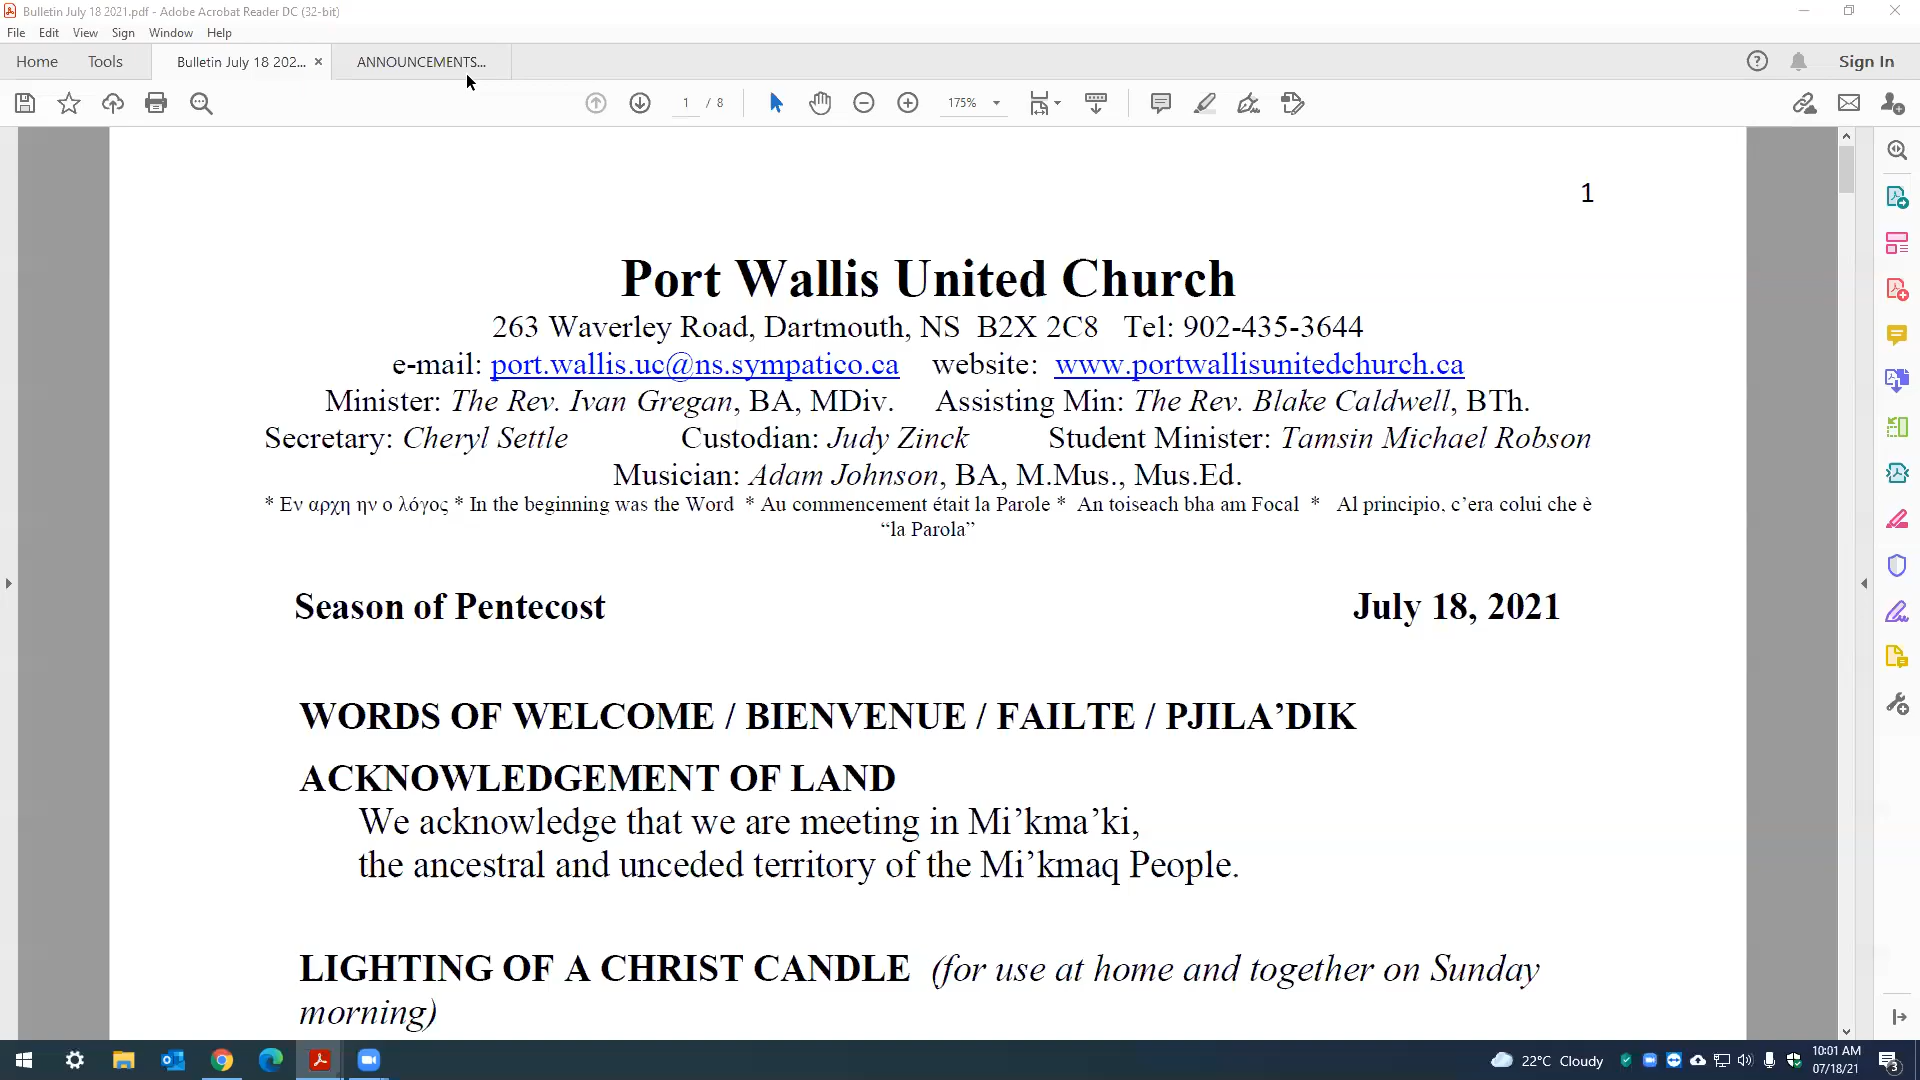 Bulletin July 18 2021.pdf - Adobe Acrobat Reader DC (32-bit)
File Edit View Sign Window Help
Home Tools Bulletin July 18 202... × ANNOUNCEMENTS... Sign In
1 / 8 175%
1
Port Wallis United Church
263 Waverley Road, Dartmouth, NS B2X 2C8 Tel: 902-435-3644
e-mail: port.wallis.uc@ns.sympatico.ca website: www.portwallisunitedchurch.ca
Minister: The Rev. Ivan Gregan, BA, MDiv. Assisting Min: The Rev. Blake Caldwell, BTh.
Secretary: Cheryl Settle Custodian: Judy Zinck Student Minister: Tamsin Michael Robson
Musician: Adam Johnson, BA, M.Mus., Mus.Ed.
* Εν αρχη ην ο λόγος * In the beginning was the Word * Au commencement était la Parole * An toiseach bha am Focal * Al principio, c’era colui che è
“la Parola”
Season of Pentecost July 18, 2021
WORDS OF WELCOME / BIENVENUE / FAILTE / PJILA’DIK
ACKNOWLEDGEMENT OF LAND
We acknowledge that we are meeting in Mi’kma’ki,
the ancestral and unceded territory of the Mi’kmaq People.
LIGHTING OF A CHRIST CANDLE (for use at home and together on Sunday
morning)
22°C Cloudy 10:01 AM
07/18/21 3